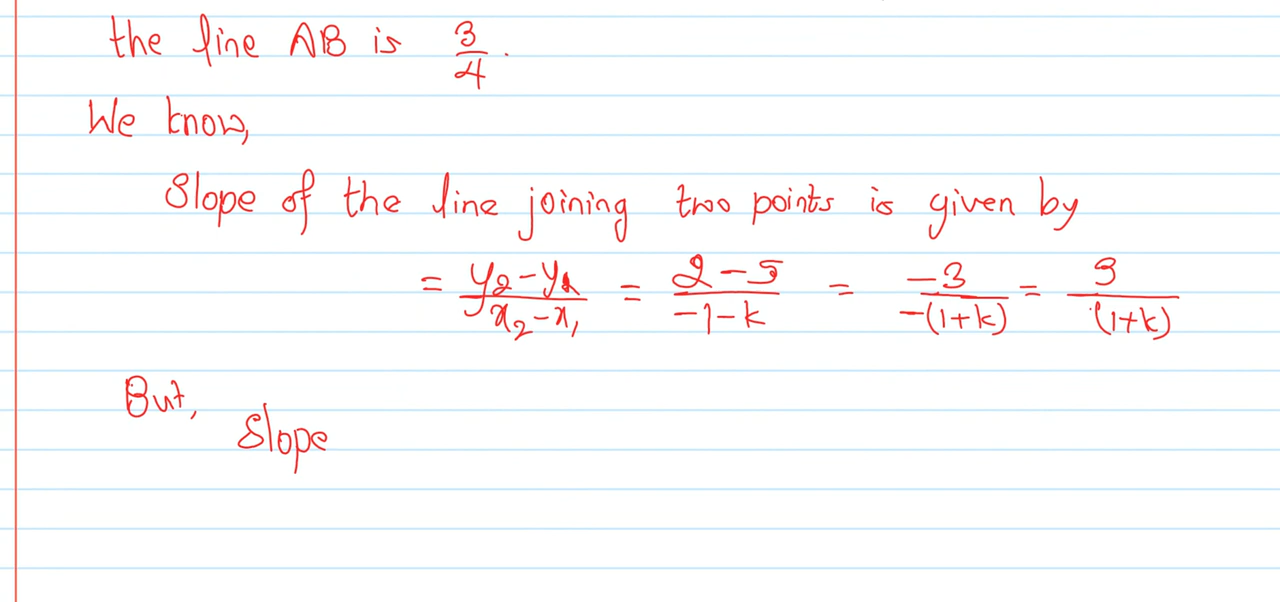 the line AB is 3/4.
We know,
Slope of the line joining two points is given by
= (y₂-y₁)/(x₂-x₁) = (2-5)/(-1-k) = (-3)/(-(1+k)) = 3/(1+k)
But,
Slope